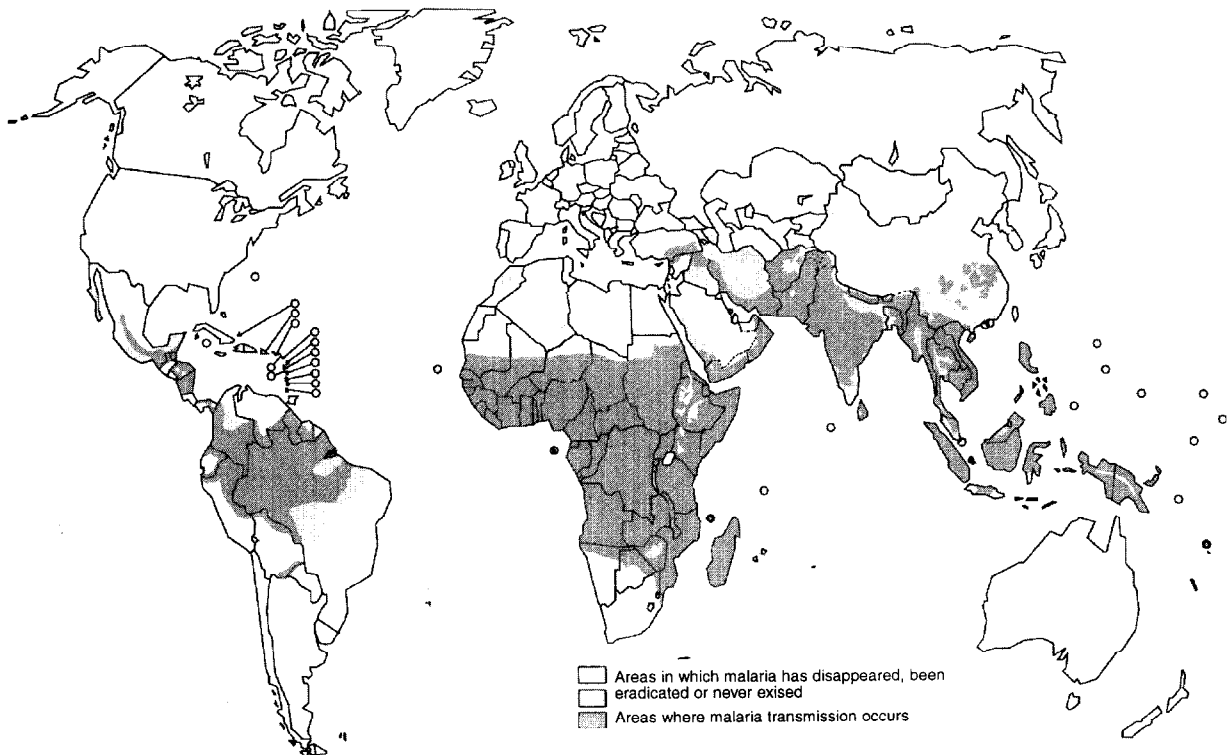 Areas in which malaria has disappeared, been
eradicated or never exised
Areas where malaria transmission occurs